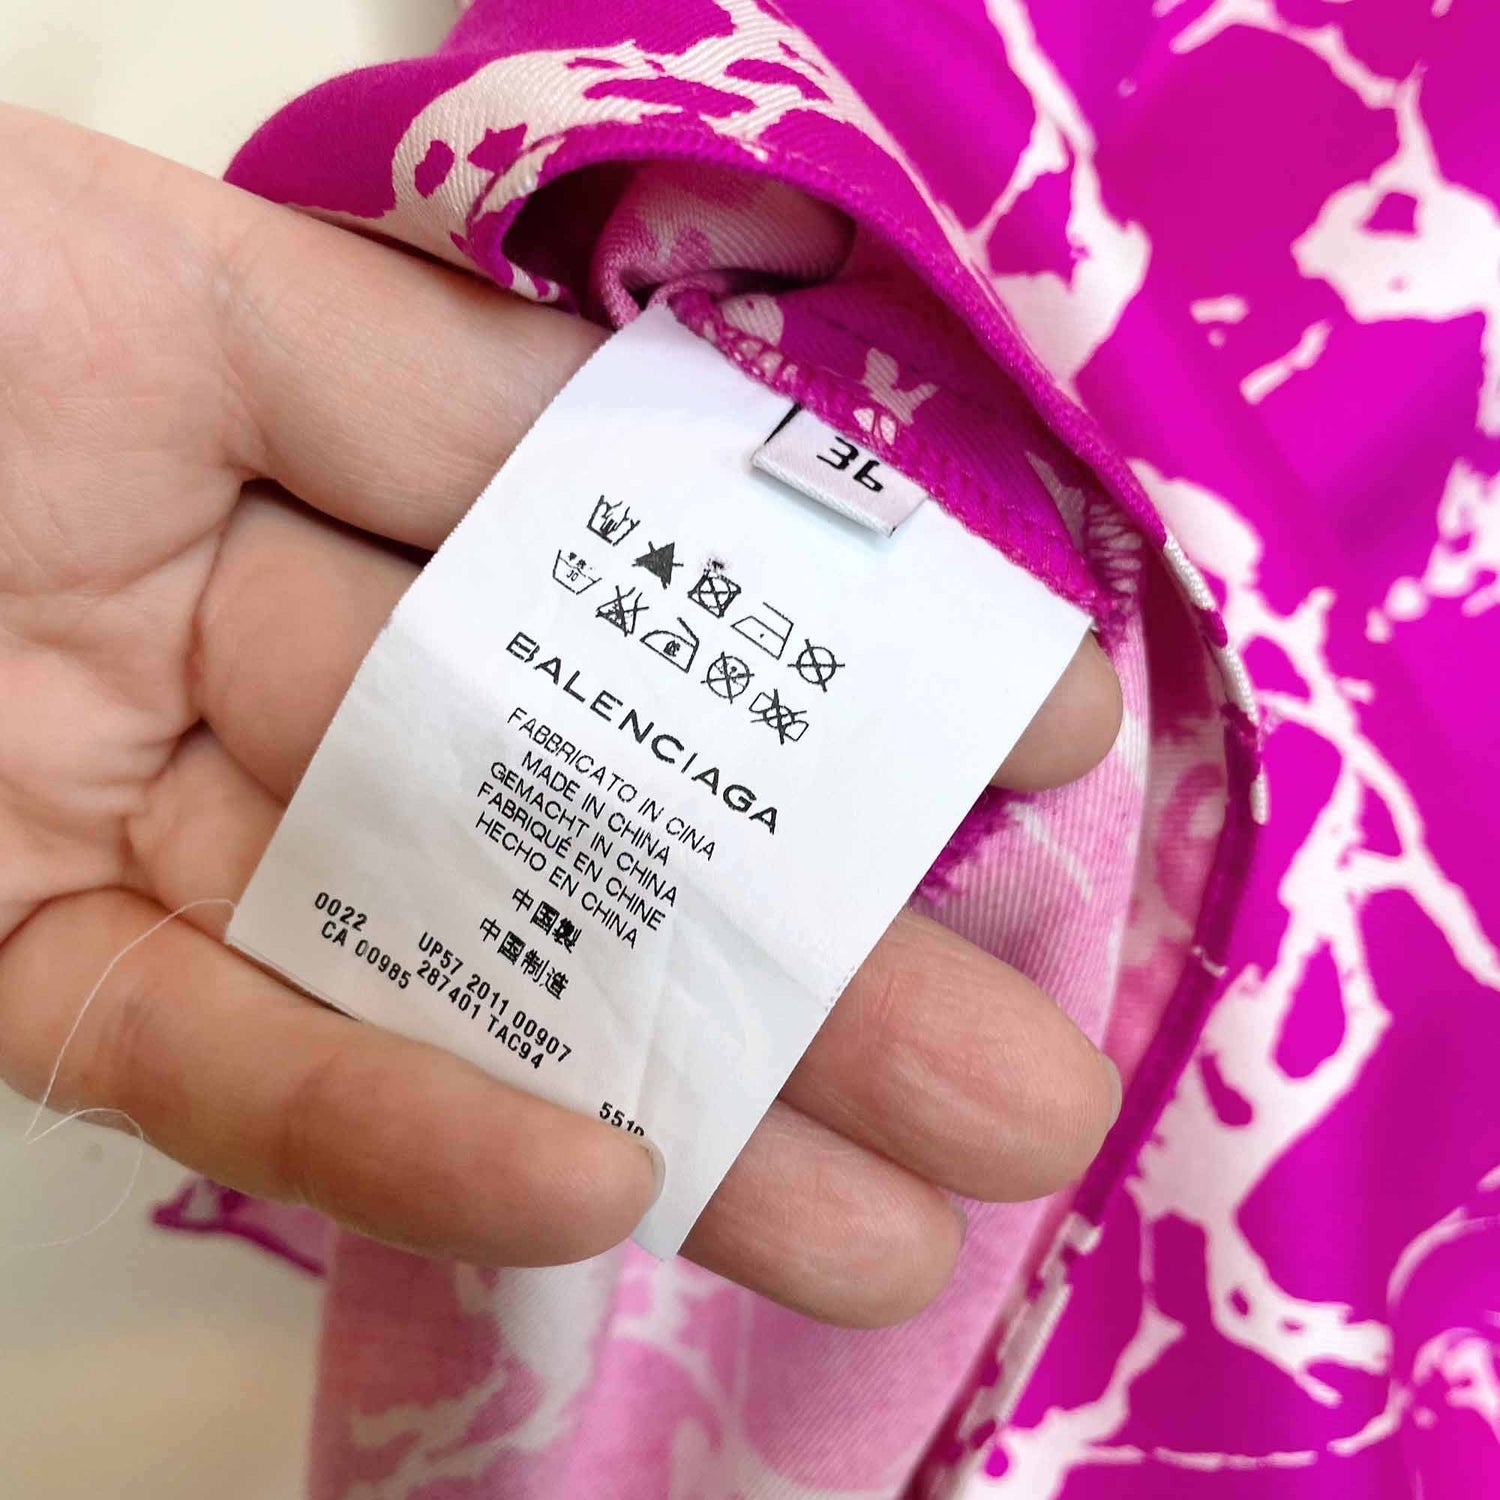 36
BALENCIAGA
FABBRICATO IN CINA
MADE IN CHINA
GEMACHT IN CHINA
FABRIQUÉ EN CHINE
HECHO EN CHINA
中国製
中国制造
0022 UP57 2011 00907
CA 00985 287401 TAC94